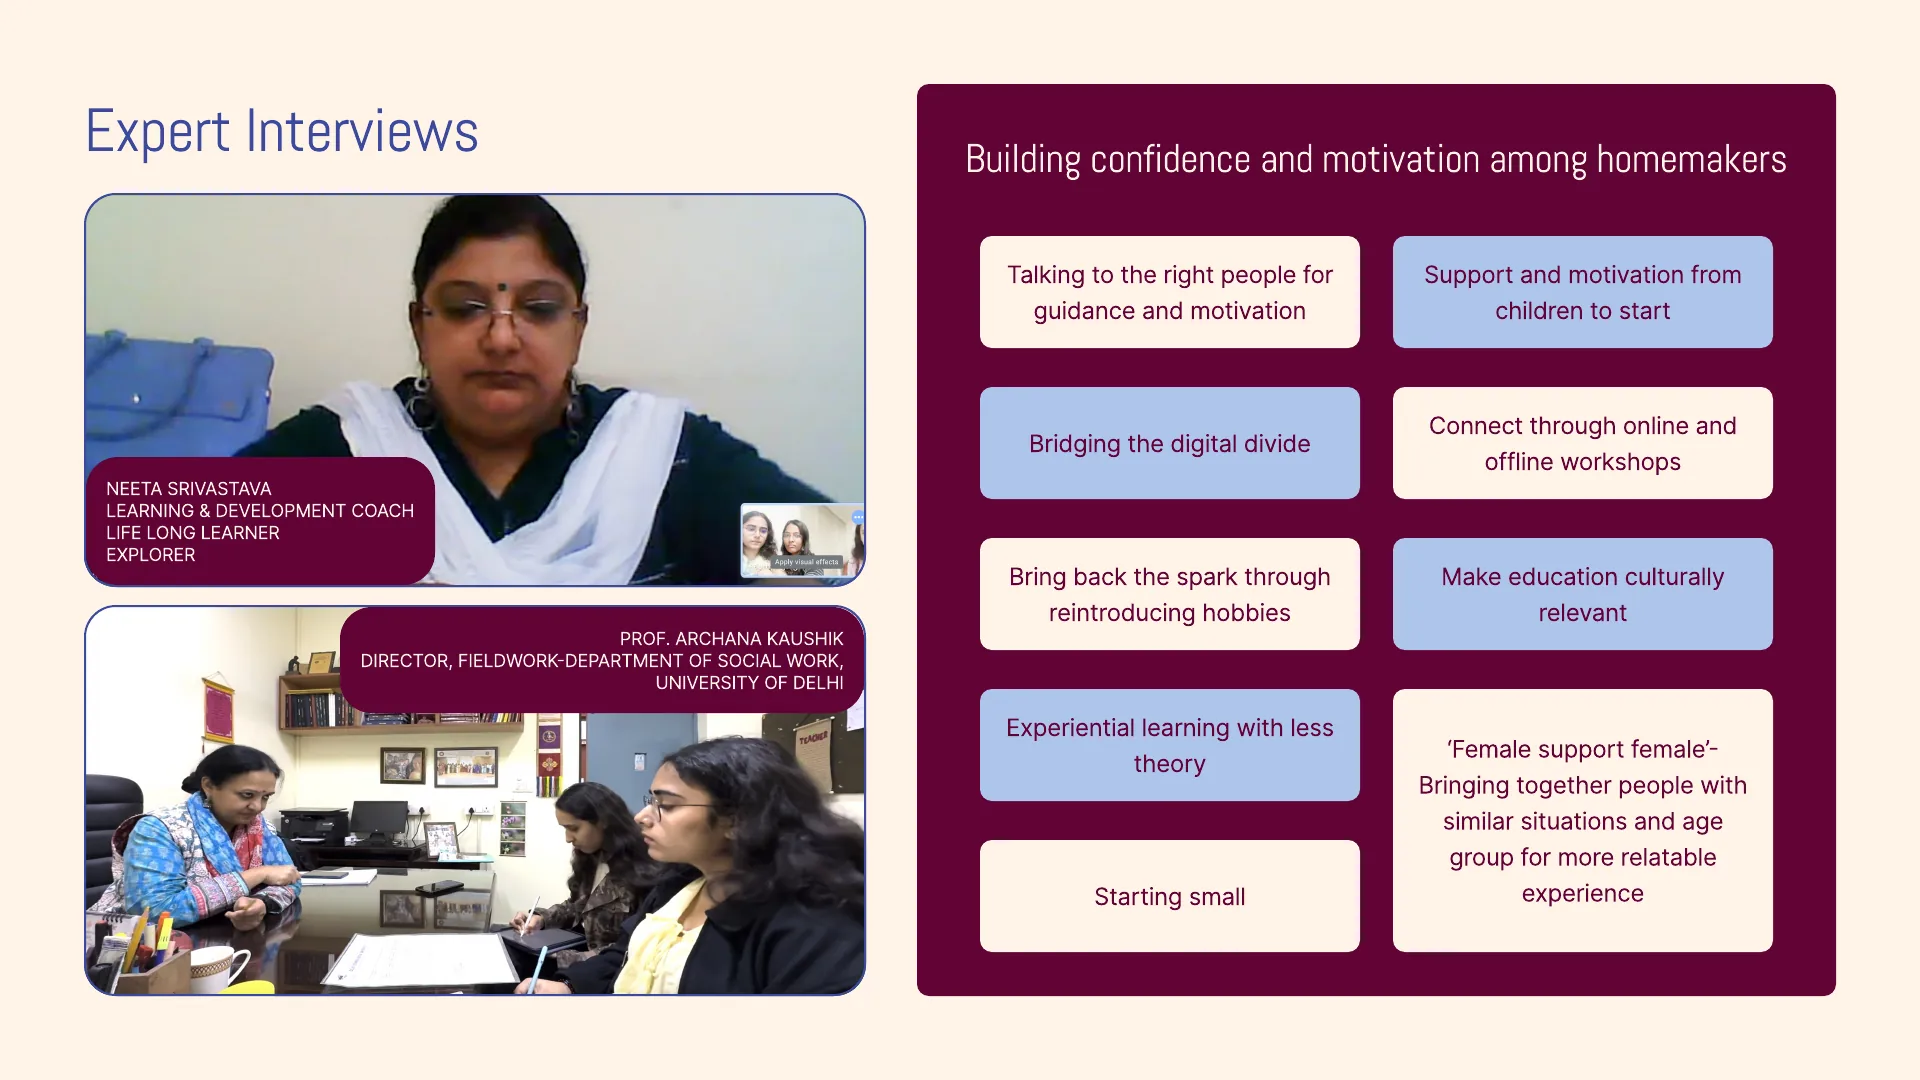 Expert Interviews
NEETA SRIVASTAVA
LEARNING & DEVELOPMENT COACH
LIFE LONG LEARNER
EXPLORER
Apply visual effects
PROF. ARCHANA KAUSHIK
DIRECTOR, FIELDWORK-DEPARTMENT OF SOCIAL WORK,
UNIVERSITY OF DELHI
TEACHER
Building confidence and motivation among homemakers
Talking to the right people for
guidance and motivation
Support and motivation from
children to start
Bridging the digital divide
Connect through online and
offline workshops
Bring back the spark through
reintroducing hobbies
Make education culturally
relevant
Experiential learning with less
theory
‘Female support female’-
Bringing together people with
similar situations and age
group for more relatable
experience
Starting small